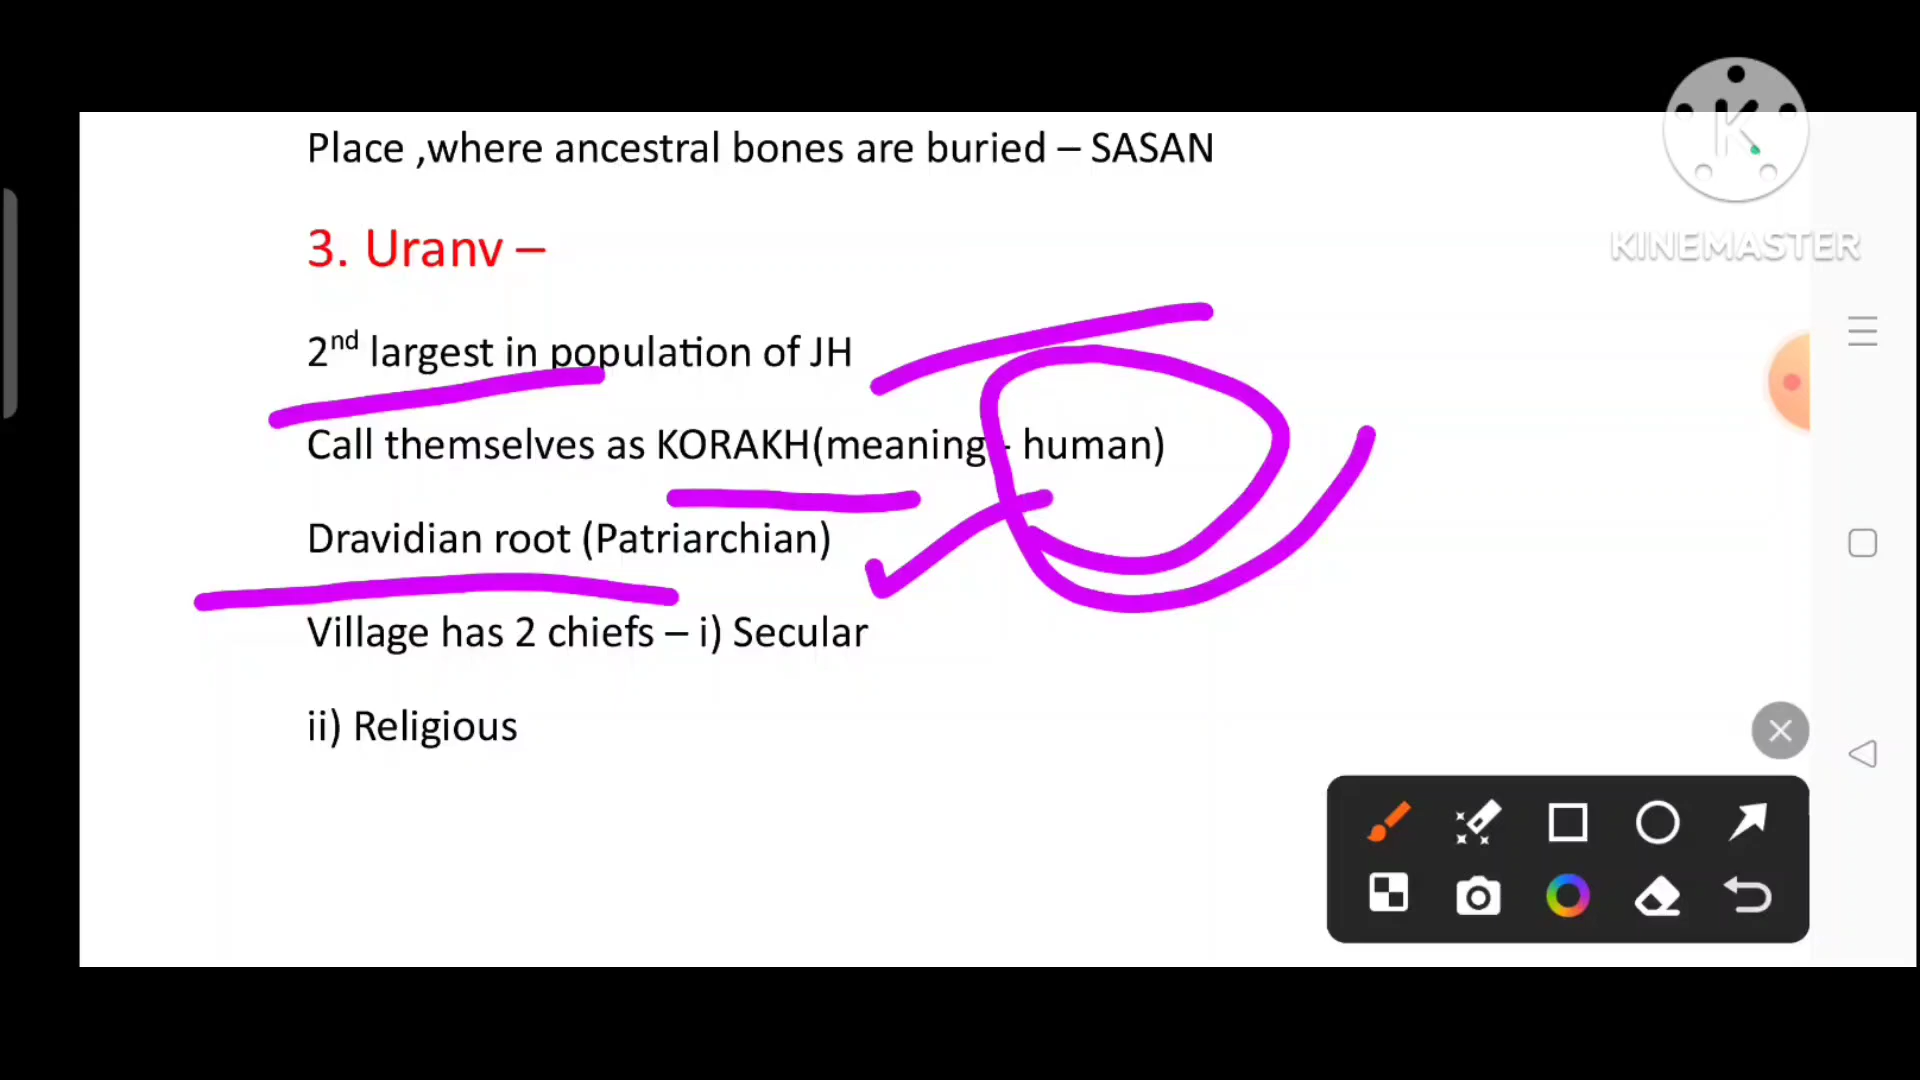 Place ,where ancestral bones are buried – SASAN
KINEMASTER
3. Uranv –
2nd largest in population of JH
Call themselves as KORAKH(meaning - human)
Dravidian root (Patriarchian)
Village has 2 chiefs – i) Secular
ii) Religious